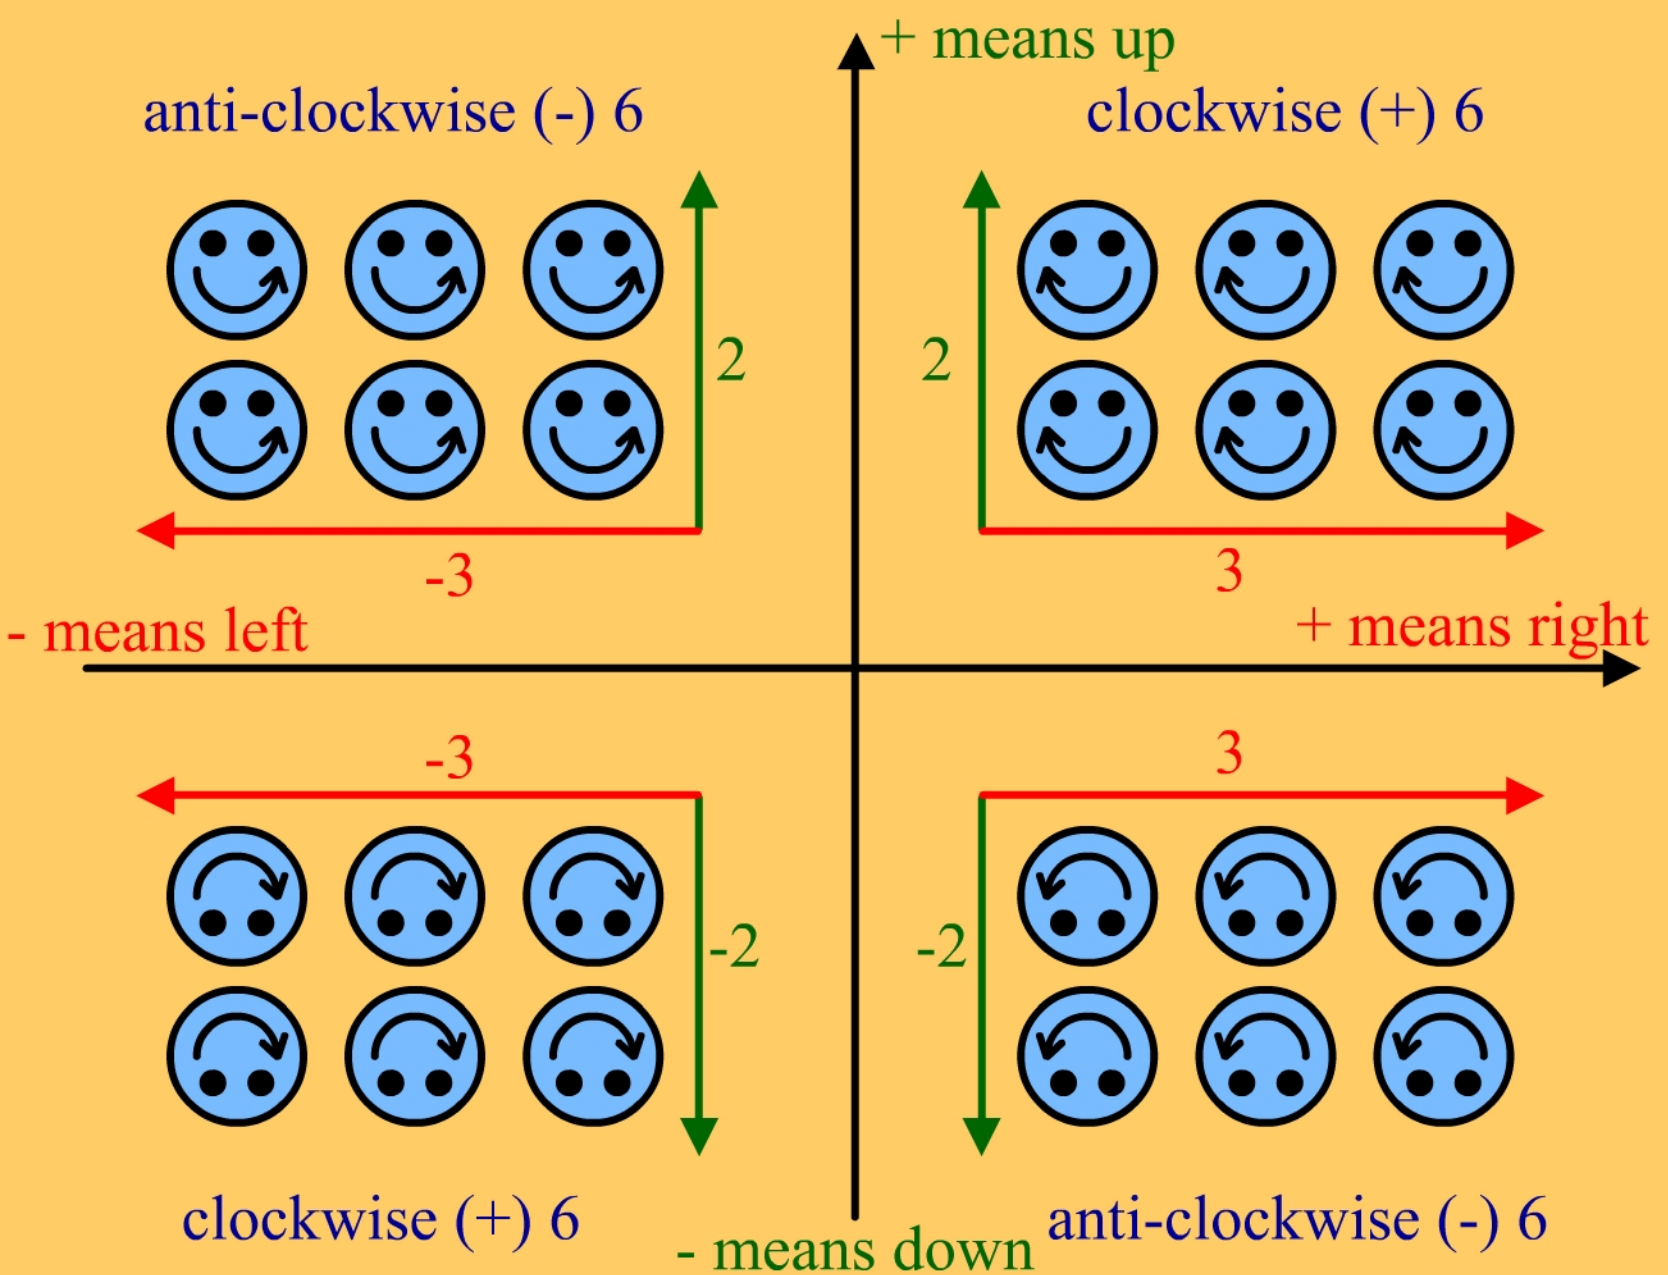 + means up
anti-clockwise (-) 6
clockwise (+) 6
2
2
-3
3
- means left
+ means right
-3
3
-2
-2
clockwise (+) 6
anti-clockwise (-) 6
- means down